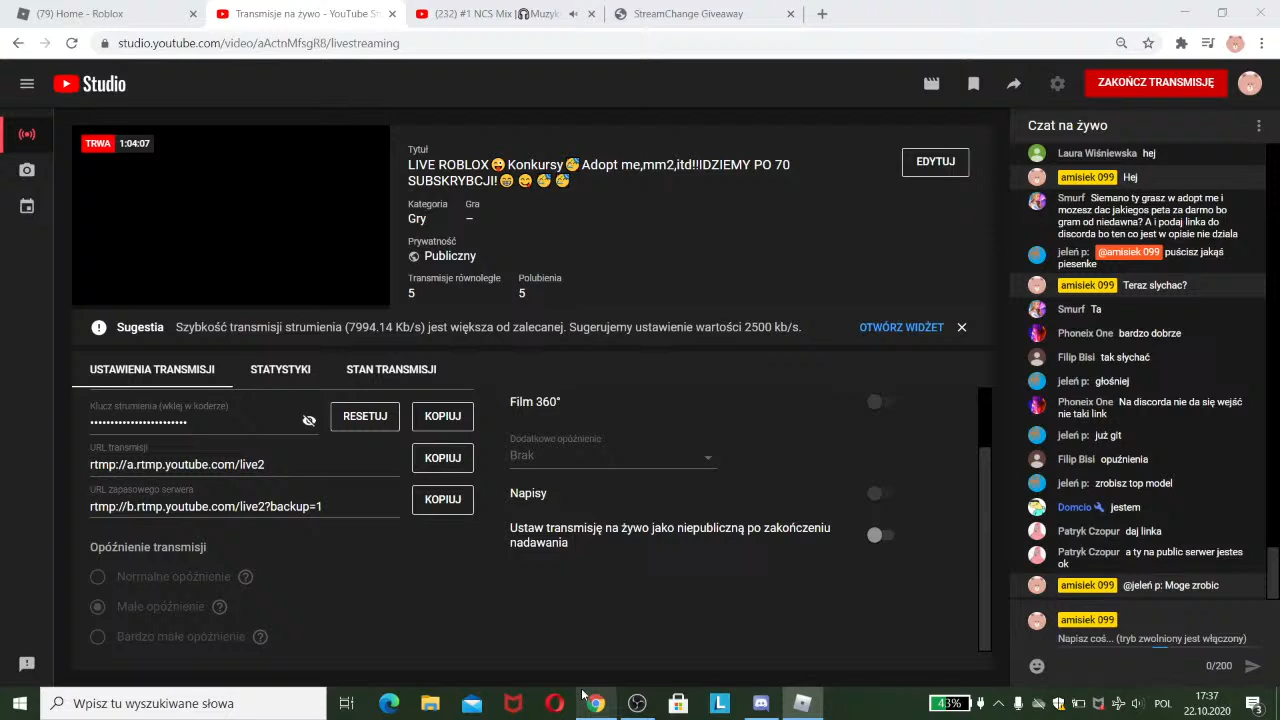 (79) Home - Roblox
Transmisje na żywo - YouTube St
(232) #1 NCS Mix | 🎧 Muzyk
StreamChange Giveaway
studio.youtube.com/video/aActnMfsgR8/livestreaming
Studio
ZAKOŃCZ TRANSMISJĘ
TRWA 1:04:07
Tytuł
LIVE ROBLOX😜Konkursy🥳Adopt me,mm2,itd!!IDZIEMY PO 70
SUBSKRYBCJI!😁😋🥳🥳
EDYTUJ
Kategoria Gra
Gry –
Prywatność
Publiczny
Transmisje równoległe Polubienia
5 5
Sugestia Szybkość transmisji strumienia (7994.14 Kb/s) jest większa od zalecanej. Sugerujemy ustawienie wartości 2500 kb/s. OTWÓRZ WIDŻET
USTAWIENIA TRANSMISJI STATYSTYKI STAN TRANSMISJI
Klucz strumienia (wklej w koderze)
•••••••••••••••••••••••• RESETUJ KOPIUJ
URL transmisji
rtmp://a.rtmp.youtube.com/live2 KOPIUJ
URL zapasowego serwera
rtmp://b.rtmp.youtube.com/live2?backup=1 KOPIUJ
Opóźnienie transmisji
Normalne opóźnienie
Małe opóźnienie
Bardzo małe opóźnienie
Film 360°
Dodatkowe opóźnienie
Brak
Napisy
Ustaw transmisję na żywo jako niepubliczną po zakończeniu
nadawania
Czat na żywo
Laura Wiśniewska hej
amisiek 099 Hej
Smurf Siemano ty grasz w adopt me i
mozesz dac jakiegos peta za darmo bo
gram od niedawna? A i podaj linka do
discorda bo ten co jest w opisie nie dziala
jeleń p: @amisiek 099 puścisz jakąś
piesenke
amisiek 099 Teraz slychac?
Smurf Ta
Phoneix One bardzo dobrze
Filip Bisi tak słychać
jeleń p: głośniej
Phoneix One Na discorda nie da się wejść
nie taki link
jeleń p: już git
Filip Bisi opuźnienia
jeleń p: zrobisz top model
Domcio jestem
Patryk Czopur daj linka
Patryk Czopur a ty na public serwer jestes
ok
amisiek 099 @jeleń p: Moge zrobic
amisiek 099
Napisz coś... (tryb zwolniony jest włączony)
0/200
Wpisz tu wyszukiwane słowa
43%
POL
17:37
22.10.2020
3